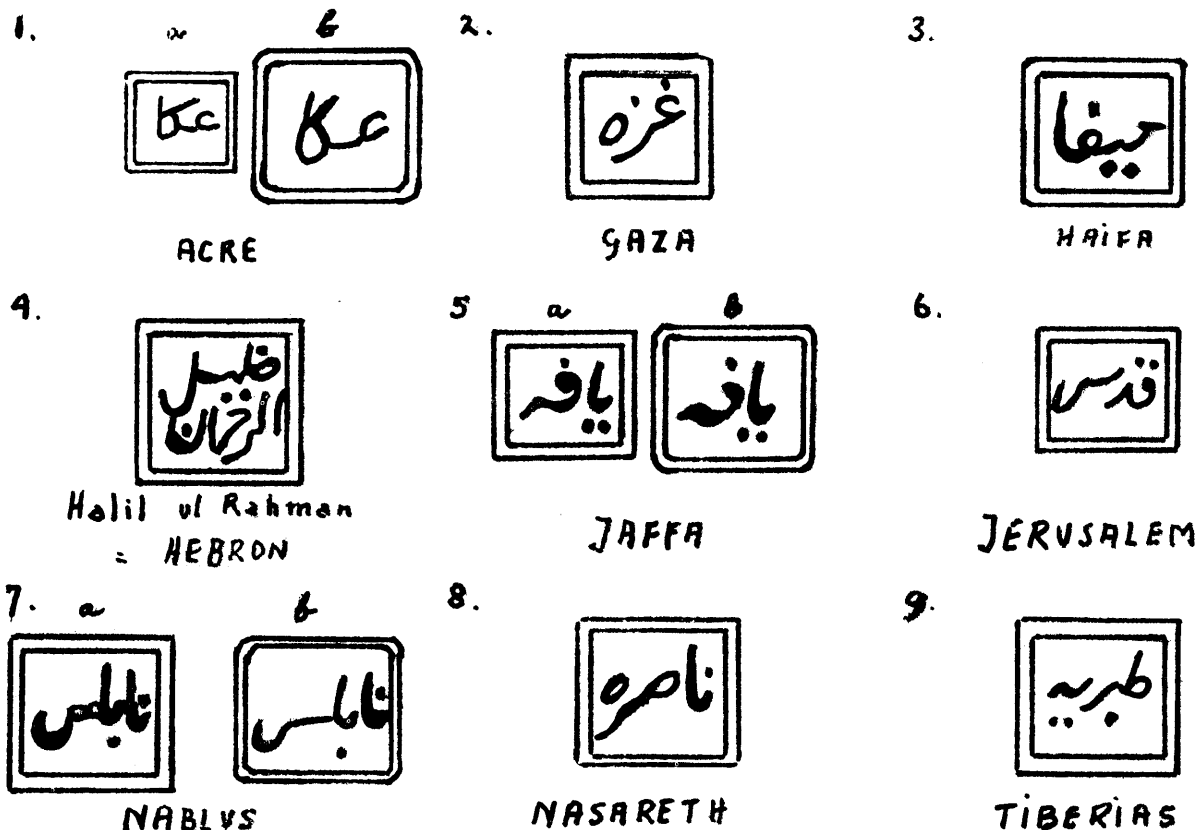 1. a b
عكا
عكا
ACRE
2.
غزه
GAZA
3.
حيفا
HAiFA
4.
خليل
الرحمان
Halil ul Rahman
= HEBRON
5 a b
يافه
يافه
JAFFA
6.
قدس
JERUSALEM
7. a b
نابلس
نابلس
NABLUS
8.
ناصره
NASARETH
9.
طبريه
TiBERiAS